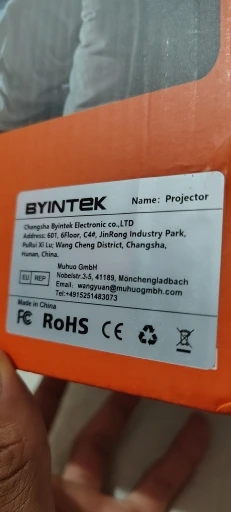 BYINTEK Name: Projector
Changsha Byintek Electronic co.,LTD
Address: 601, 6Floor, C4#, JinRong Industry Park,
PuRui Xi Lu; Wang Cheng District, Changsha,
Hunan, China.
EU REP
Muhuo GmbH
Nobelstr.3-5, 41189, Monchengladbach
Email: wangyuan@muhuogmbh.com
Tel:+4915251483073
Made in China
FC RoHS CE